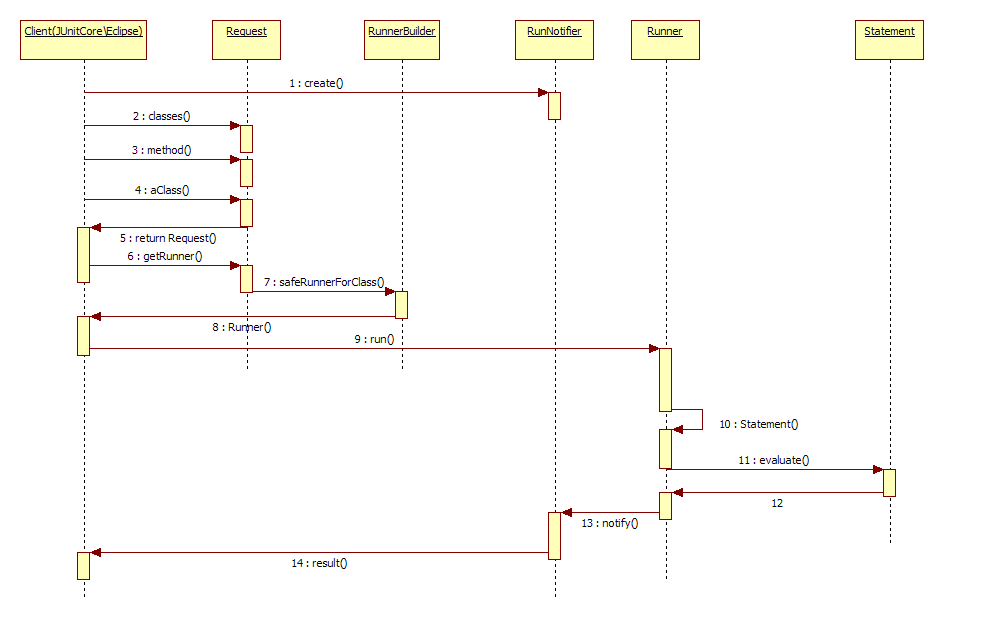 Client(JUnitCore\Eclipse)
Request
RunnerBuilder
RunNotifier
Runner
Statement
1 : create()
2 : classes()
3 : method()
4 : aClass()
5 : return Request()
6 : getRunner()
7 : safeRunnerForClass()
8 : Runner()
9 : run()
10 : Statement()
11 : evaluate()
12
13 : notify()
14 : result()